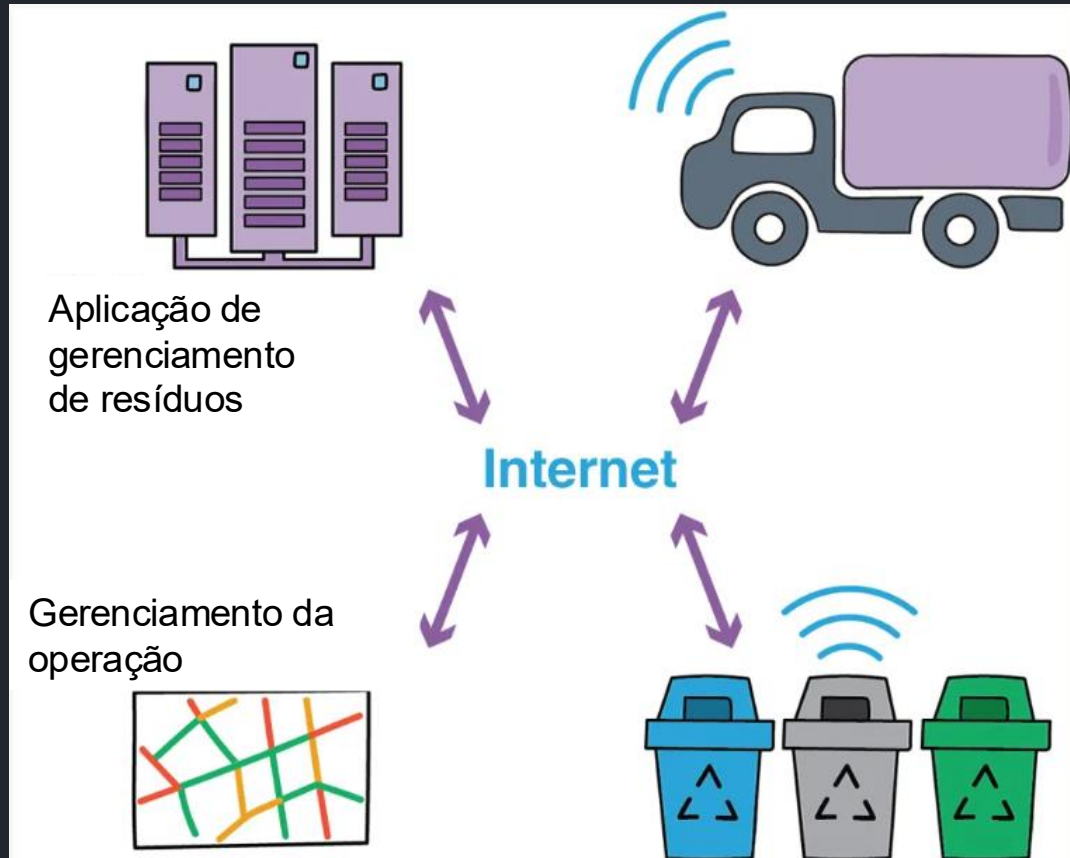 Aplicação de
gerenciamento
de resíduos
Internet
Gerenciamento da
operação